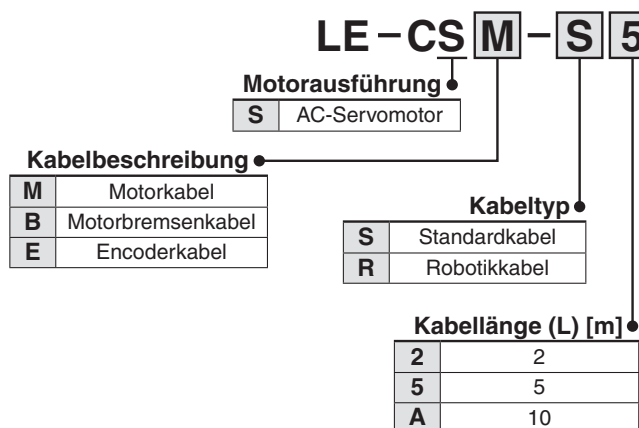 LE-CSM-S5
Motorausführung
S AC-Servomotor
Kabelbeschreibung
M Motorkabel
B Motorbremsenkabel
E Encoderkabel
Kabeltyp
S Standardkabel
R Robotikkabel
Kabellänge (L) [m]
2 2
5 5
A 10